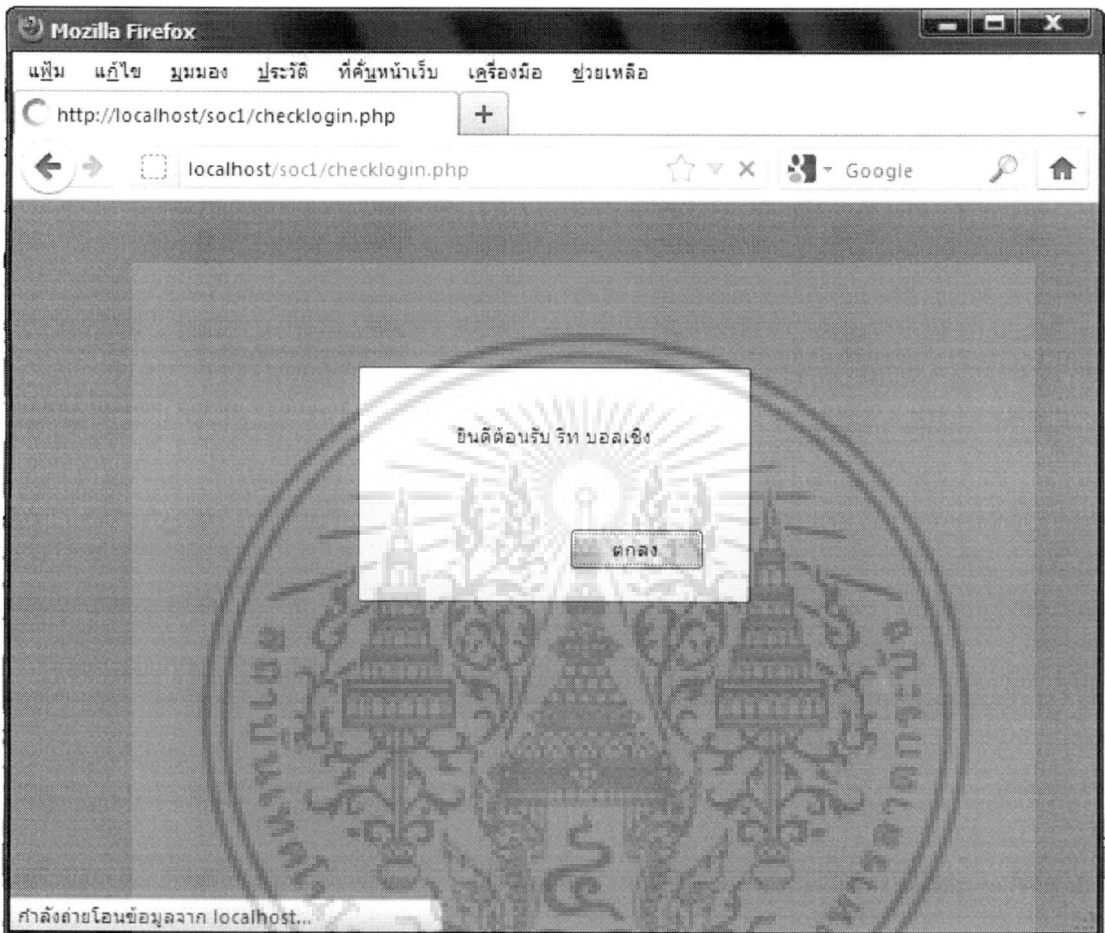 Mozilla Firefox
แฟ้ม แก้ไข มุมมอง ประวัติ ที่คั่นหน้าเว็บ เครื่องมือ ช่วยเหลือ
http://localhost/soc1/checklogin.php
localhost/soc1/checklogin.php Google
ยินดีต้อนรับ ริท บอลเชิง
ตกลง
กำลังถ่ายโอนข้อมูลจาก localhost...